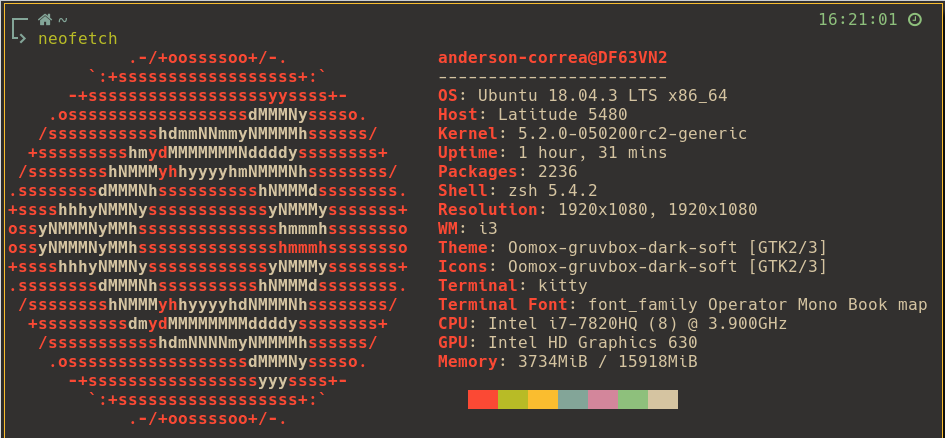 ~ 16:21:01
neofetch
.-/+oossssoo+/-. anderson-correa@DF63VN2
`:+ssssssssssssssssss+:` -----------------------
-+ssssssssssssssssssyyssss+- OS: Ubuntu 18.04.3 LTS x86_64
.ossssssssssssssssssdMMMNysssso. Host: Latitude 5480
/ssssssssssshdmmNNmmyNMMMMhssssss/ Kernel: 5.2.0-050200rc2-generic
+ssssssssshmydMMMMMMMNddddyssssssss+ Uptime: 1 hour, 31 mins
/sssssssshNMMMyhhyyyyhmNMMMNhssssssss/ Packages: 2236
.ssssssssdMMMNhsssssssssshNMMMdssssssss. Shell: zsh 5.4.2
+sssshhhyNMMNyssssssssssssyNMMMysssssss+ Resolution: 1920x1080, 1920x1080
ossyNMMMNyMMhsssssssssssssshmmmhssssssso WM: i3
ossyNMMMNyMMhsssssssssssssshmmmhssssssso Theme: Oomox-gruvbox-dark-soft [GTK2/3]
+sssshhhyNMMNyssssssssssssyNMMMysssssss+ Icons: Oomox-gruvbox-dark-soft [GTK2/3]
.ssssssssdMMMNhsssssssssshNMMMdssssssss. Terminal: kitty
/sssssssshNMMMyhhyyyyhdNMMMNhssssssss/ Terminal Font: font_family Operator Mono Book map
+sssssssssdmydMMMMMMMMddddyssssssss+ CPU: Intel i7-7820HQ (8) @ 3.900GHz
/ssssssssssshdmNNNNmyNMMMMhssssss/ GPU: Intel HD Graphics 630
.ossssssssssssssssssdMMMNysssso. Memory: 3734MiB / 15918MiB
-+sssssssssssssssssyyyssss+-
`:+ssssssssssssssssss+:`
.-/+oossssoo+/-.